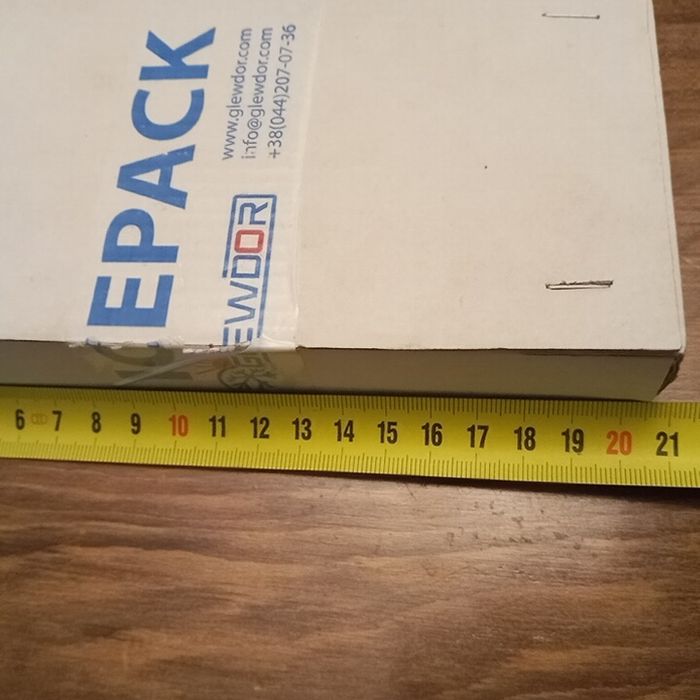 EPACK
www.glewdor.com
info@glewdor.com
+38(044)207-07-36
EWDOR
6 7 8 9 10 11 12 13 14 15 16 17 18 19 20 21